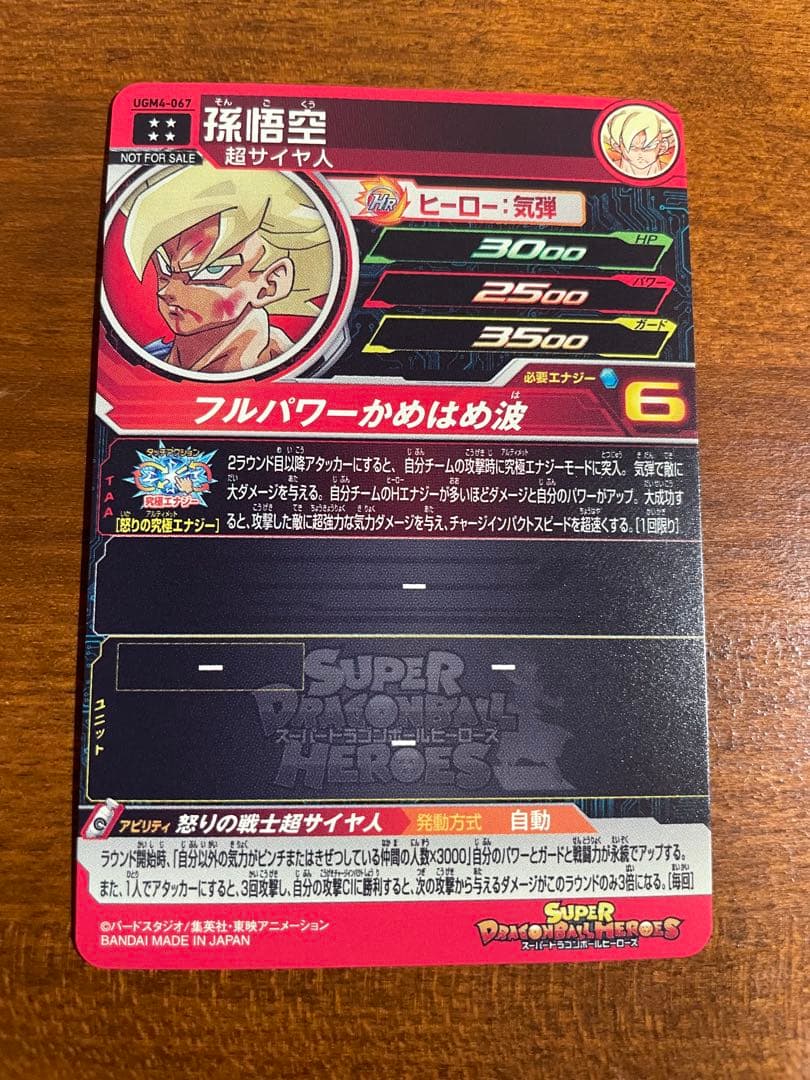 UGM4-067
孫悟空
そんごくう
NOT FOR SALE
超サイヤ人
HR ヒーロー:気弾
3000 HP
2500 パワー
3500 ガード
必要エナジー 6
フルパワーかめはめ波
は
TAA
タッチアクション
究極エナジー
[怒りの究極エナジー]
2ラウンド目以降アタッカーにすると、自分チームの攻撃時に究極エナジーモードに突入。気弾で敵に
大ダメージを与える。自分チームのHエナジーが多いほどダメージと自分のパワーがアップ。大成功す
ると、攻撃した敵に超強力な気力ダメージを与え、チャージインパクトスピードを超速くする。[1回限り]
ー
ユニット
ー ー
ー
SUPER
DRAGONBALL
スーパードラゴンボールヒーローズ
HEROES
アビリティ 怒りの戦士超サイヤ人 発動方式 自動
ラウンド開始時、「自分以外の気力がピンチまたはきぜつしている仲間の人数×3000」自分のパワーとガードと戦闘力が永続でアップする。
また、1人でアタッカーにすると、3回攻撃し、自分の攻撃CIに勝利すると、次の攻撃から与えるダメージがこのラウンドのみ3倍になる。[毎回]
©バードスタジオ/集英社・東映アニメーション
BANDAI MADE IN JAPAN
SUPER
DRAGONBALL HEROES
スーパードラゴンボールヒーローズ